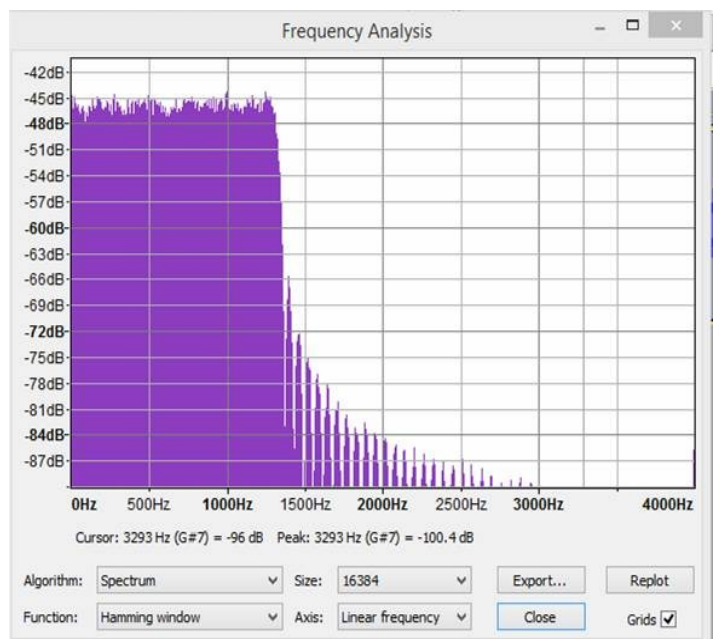 Frequency Analysis
-42dB
-45dB
-48dB
-51dB
-54dB
-57dB
-60dB
-63dB
-66dB
-69dB
-72dB
-75dB
-78dB
-81dB
-84dB
-87dB
0Hz 500Hz 1000Hz 1500Hz 2000Hz 2500Hz 3000Hz 4000Hz
Cursor: 3293 Hz (G#7) = -96 dB Peak: 3293 Hz (G#7) = -100.4 dB
Algorithm: Spectrum Size: 16384 Export... Replot
Function: Hamming window Axis: Linear frequency Close Grids